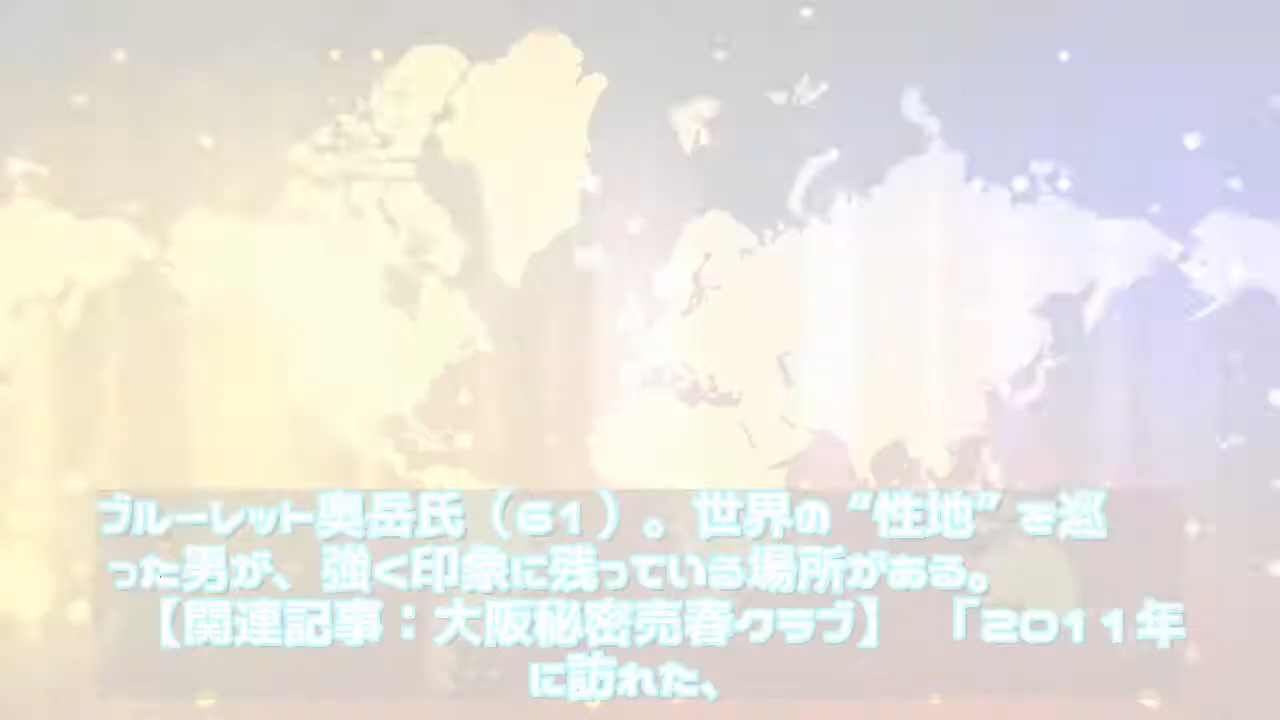 ブルーレット奥岳氏（61）。世界の“性地”を巡
った男が、強く印象に残っている場所がある。
【関連記事：大阪秘密売春クラブ】　「2011年
に訪れた、